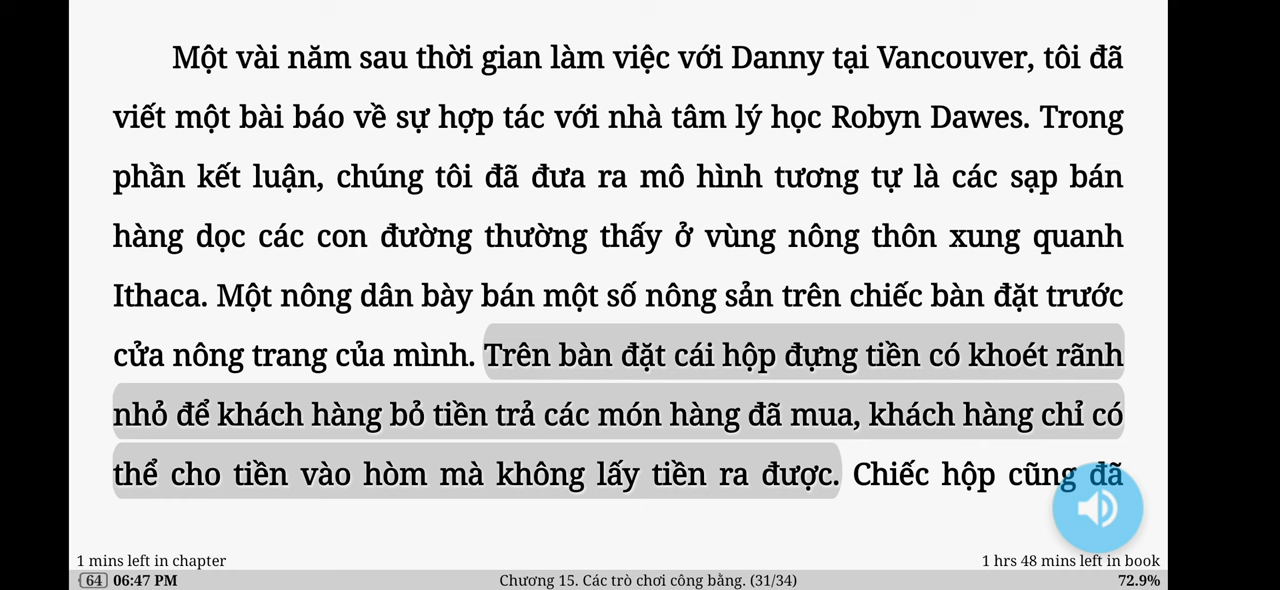 Một vài năm sau thời gian làm việc với Danny tại Vancouver, tôi đã
viết một bài báo về sự hợp tác với nhà tâm lý học Robyn Dawes. Trong
phần kết luận, chúng tôi đã đưa ra mô hình tương tự là các sạp bán
hàng dọc các con đường thường thấy ở vùng nông thôn xung quanh
Ithaca. Một nông dân bày bán một số nông sản trên chiếc bàn đặt trước
cửa nông trang của mình. Trên bàn đặt cái hộp đựng tiền có khoét rãnh
nhỏ để khách hàng bỏ tiền trả các món hàng đã mua, khách hàng chỉ có
thể cho tiền vào hòm mà không lấy tiền ra được. Chiếc hộp cũng đã
1 mins left in chapter 1 hrs 48 mins left in book
64 06:47 PM Chương 15. Các trò chơi công bằng. (31/34) 72.9%